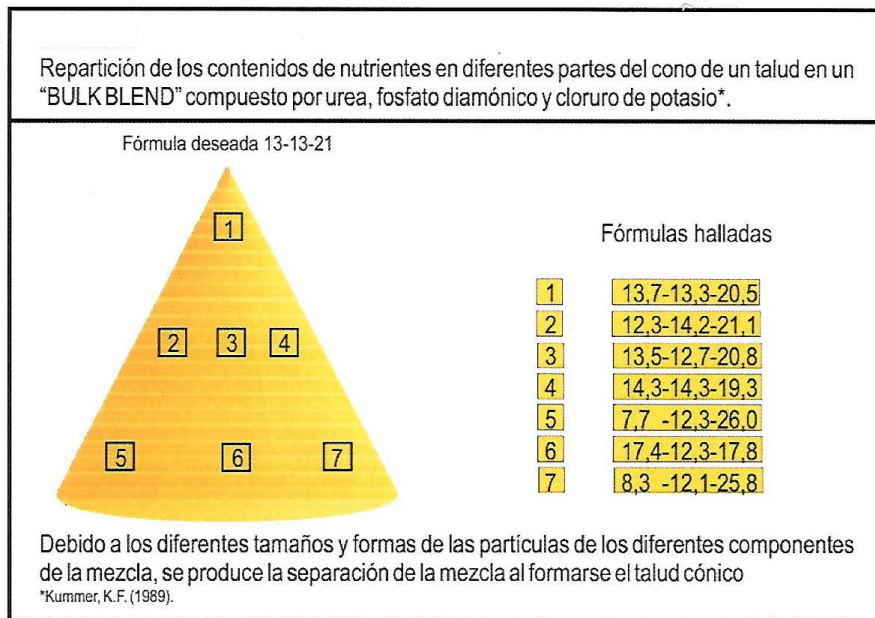 Repartición de los contenidos de nutrientes en diferentes partes del cono de un talud en un
“BULK BLEND” compuesto por urea, fosfato diamónico y cloruro de potasio*.
Fórmula deseada 13-13-21
1
2 3 4
5 6 7
Fórmulas halladas
1 13,7-13,3-20,5
2 12,3-14,2-21,1
3 13,5-12,7-20,8
4 14,3-14,3-19,3
5 7,7 -12,3-26,0
6 17,4-12,3-17,8
7 8,3 -12,1-25,8
Debido a los diferentes tamaños y formas de las partículas de los diferentes componentes
de la mezcla, se produce la separación de la mezcla al formarse el talud cónico
*Kummer, K.F. (1989).